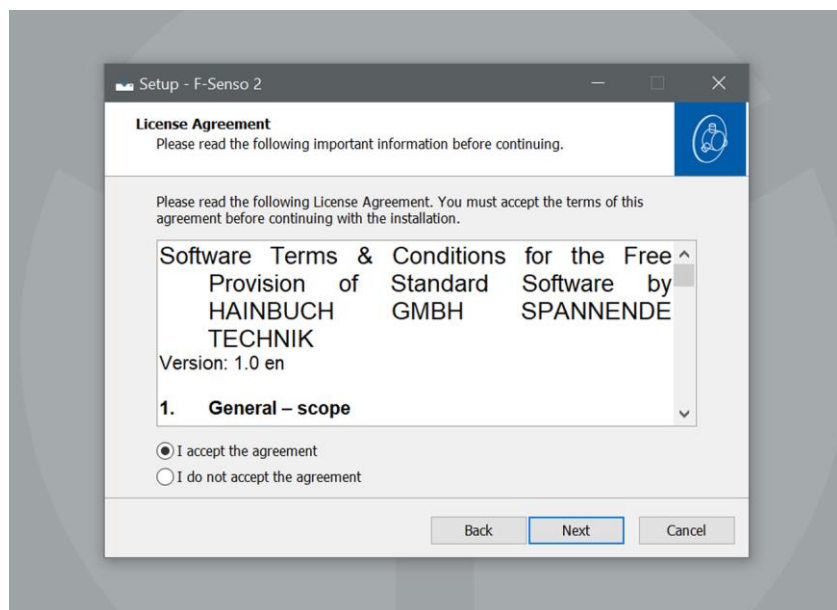 Setup - F-Senso 2
License Agreement
Please read the following important information before continuing.
Please read the following License Agreement. You must accept the terms of this
agreement before continuing with the installation.
Software Terms & Conditions for the Free
Provision of Standard Software by
HAINBUCH GMBH SPANNENDE
TECHNIK
Version: 1.0 en
1. General – scope
I accept the agreement
I do not accept the agreement
Back Next Cancel